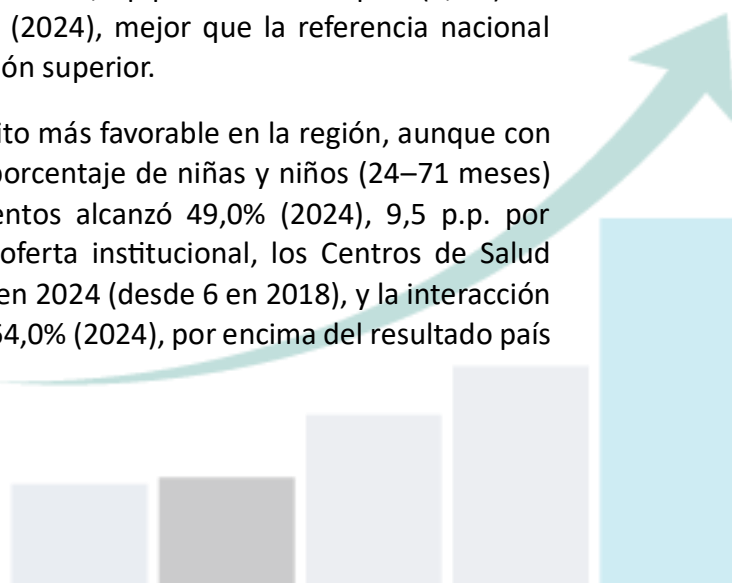 (2024), mejor que la referencia nacional
ón superior.
ito más favorable en la región, aunque con
porcentaje de niñas y niños (24–71 meses)
entos alcanzó 49,0% (2024), 9,5 p.p. por
oferta institucional, los Centros de Salud
en 2024 (desde 6 en 2018), y la interacción
54,0% (2024), por encima del resultado país